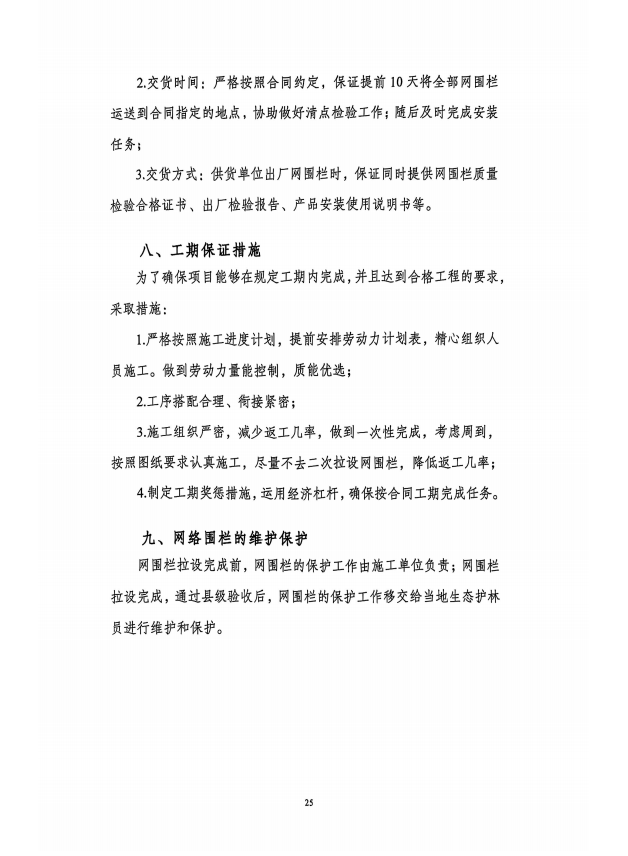 2.交货时间：严格按照合同约定，保证提前 10 天将全部网围栏
运送到合同指定的地点，协助做好清点检验工作；随后及时完成安装
任务；
3.交货方式：供货单位出厂网围栏时，保证同时提供网围栏质量
检验合格证书、出厂检验报告、产品安装使用说明书等。
八、工期保证措施
为了确保项目能够在规定工期内完成，并且达到合格工程的要求，
采取措施：
1.严格按照施工进度计划，提前安排劳动力计划表，精心组织人
员施工。做到劳动力量能控制，质能优选；
2.工序搭配合理、衔接紧密；
3.施工组织严密，减少返工几率，做到一次性完成，考虑周到，
按照图纸要求认真施工，尽量不去二次拉设网围栏，降低返工几率；
4.制定工期奖惩措施，运用经济杠杆，确保按合同工期完成任务。
九、网络围栏的维护保护
网围栏拉设完成前，网围栏的保护工作由施工单位负责；网围栏
拉设完成，通过县级验收后，网围栏的保护工作移交给当地生态护林
员进行维护和保护。
25